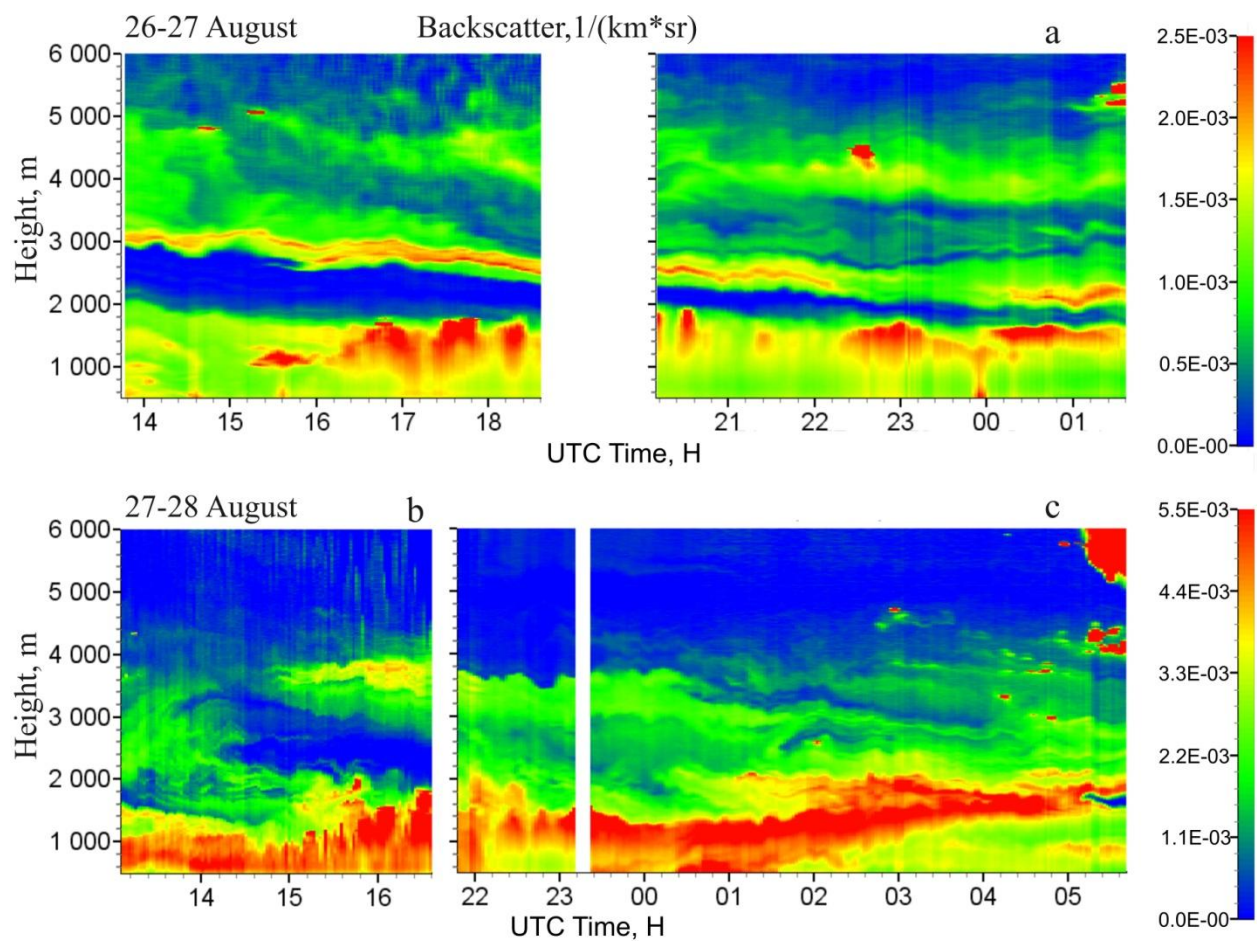 26-27 August Backscatter,1/(km*sr) a
6 000
5 000
4 000
3 000
2 000
1 000
Height, m
14 15 16 17 18 21 22 23 00 01
UTC Time, H
2.5E-03
2.0E-03
1.5E-03
1.0E-03
0.5E-03
0.0E-00
27-28 August b c
6 000
5 000
4 000
3 000
2 000
1 000
Height, m
14 15 16 22 23 00 01 02 03 04 05
UTC Time, H
5.5E-03
4.4E-03
3.3E-03
2.2E-03
1.1E-03
0.0E-00